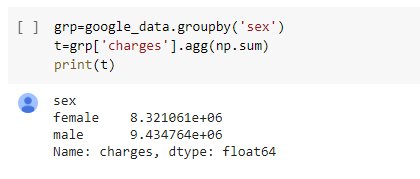 [ ] grp=google_data.groupby('sex')
t=grp['charges'].agg(np.sum)
print(t)
sex
female    8.321061e+06
male      9.434764e+06
Name: charges, dtype: float64